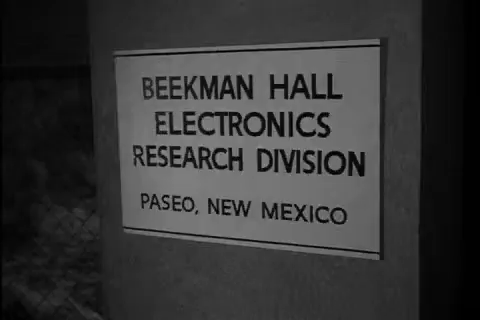 BEEKMAN HALL
ELECTRONICS
RESEARCH DIVISION
PASEO, NEW MEXICO